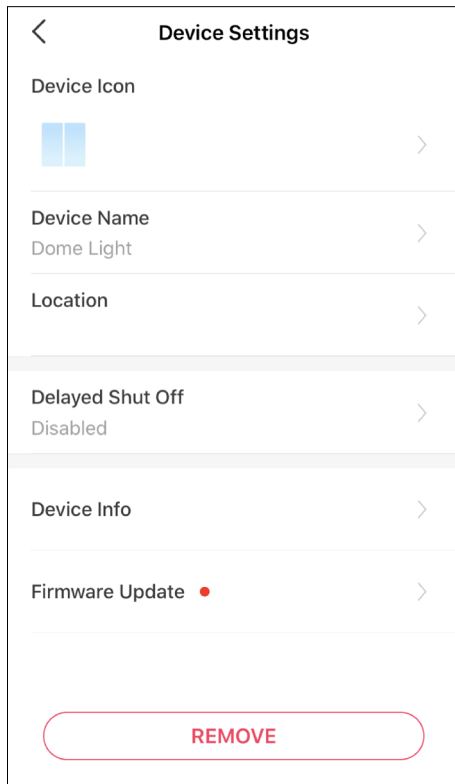 Device Settings
Device Icon
Device Name
Dome Light
Location
Delayed Shut Off
Disabled
Device Info
Firmware Update
REMOVE